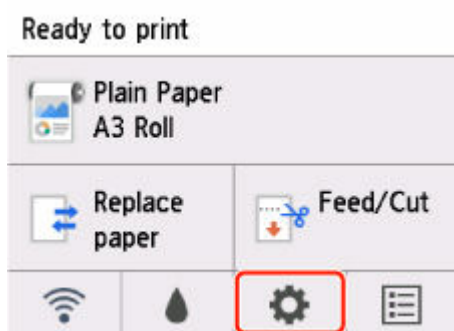 Ready to print
Plain Paper
A3 Roll
Replace
paper
Feed/Cut